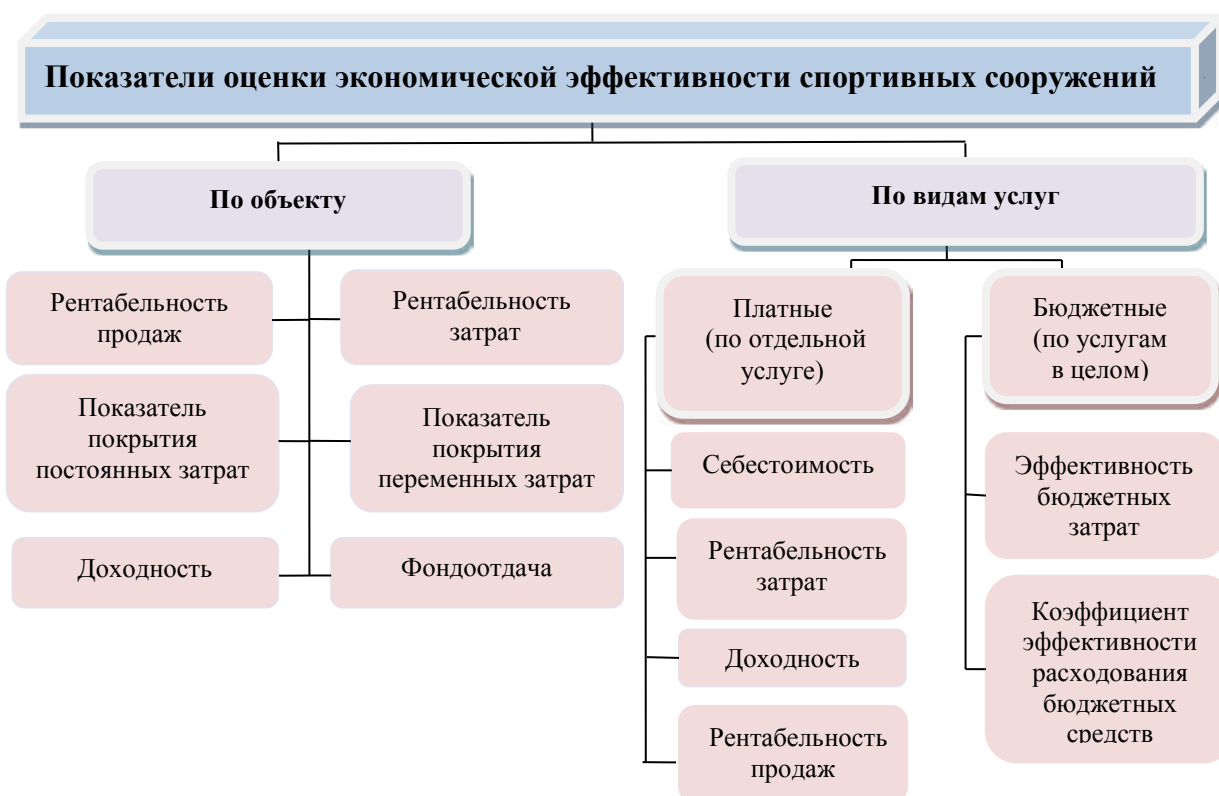 Показатели оценки экономической эффективности спортивных сооружений
По объекту
По видам услуг
Рентабельность
продаж
Рентабельность
затрат
Показатель
покрытия
постоянных затрат
Показатель
покрытия
переменных затрат
Доходность
Фондоотдача
Платные
(по отдельной
услуге)
Себестоимость
Рентабельность
затрат
Доходность
Рентабельность
продаж
Бюджетные
(по услугам
в целом)
Эффективность
бюджетных
затрат
Коэффициент
эффективности
расходования
бюджетных
средств